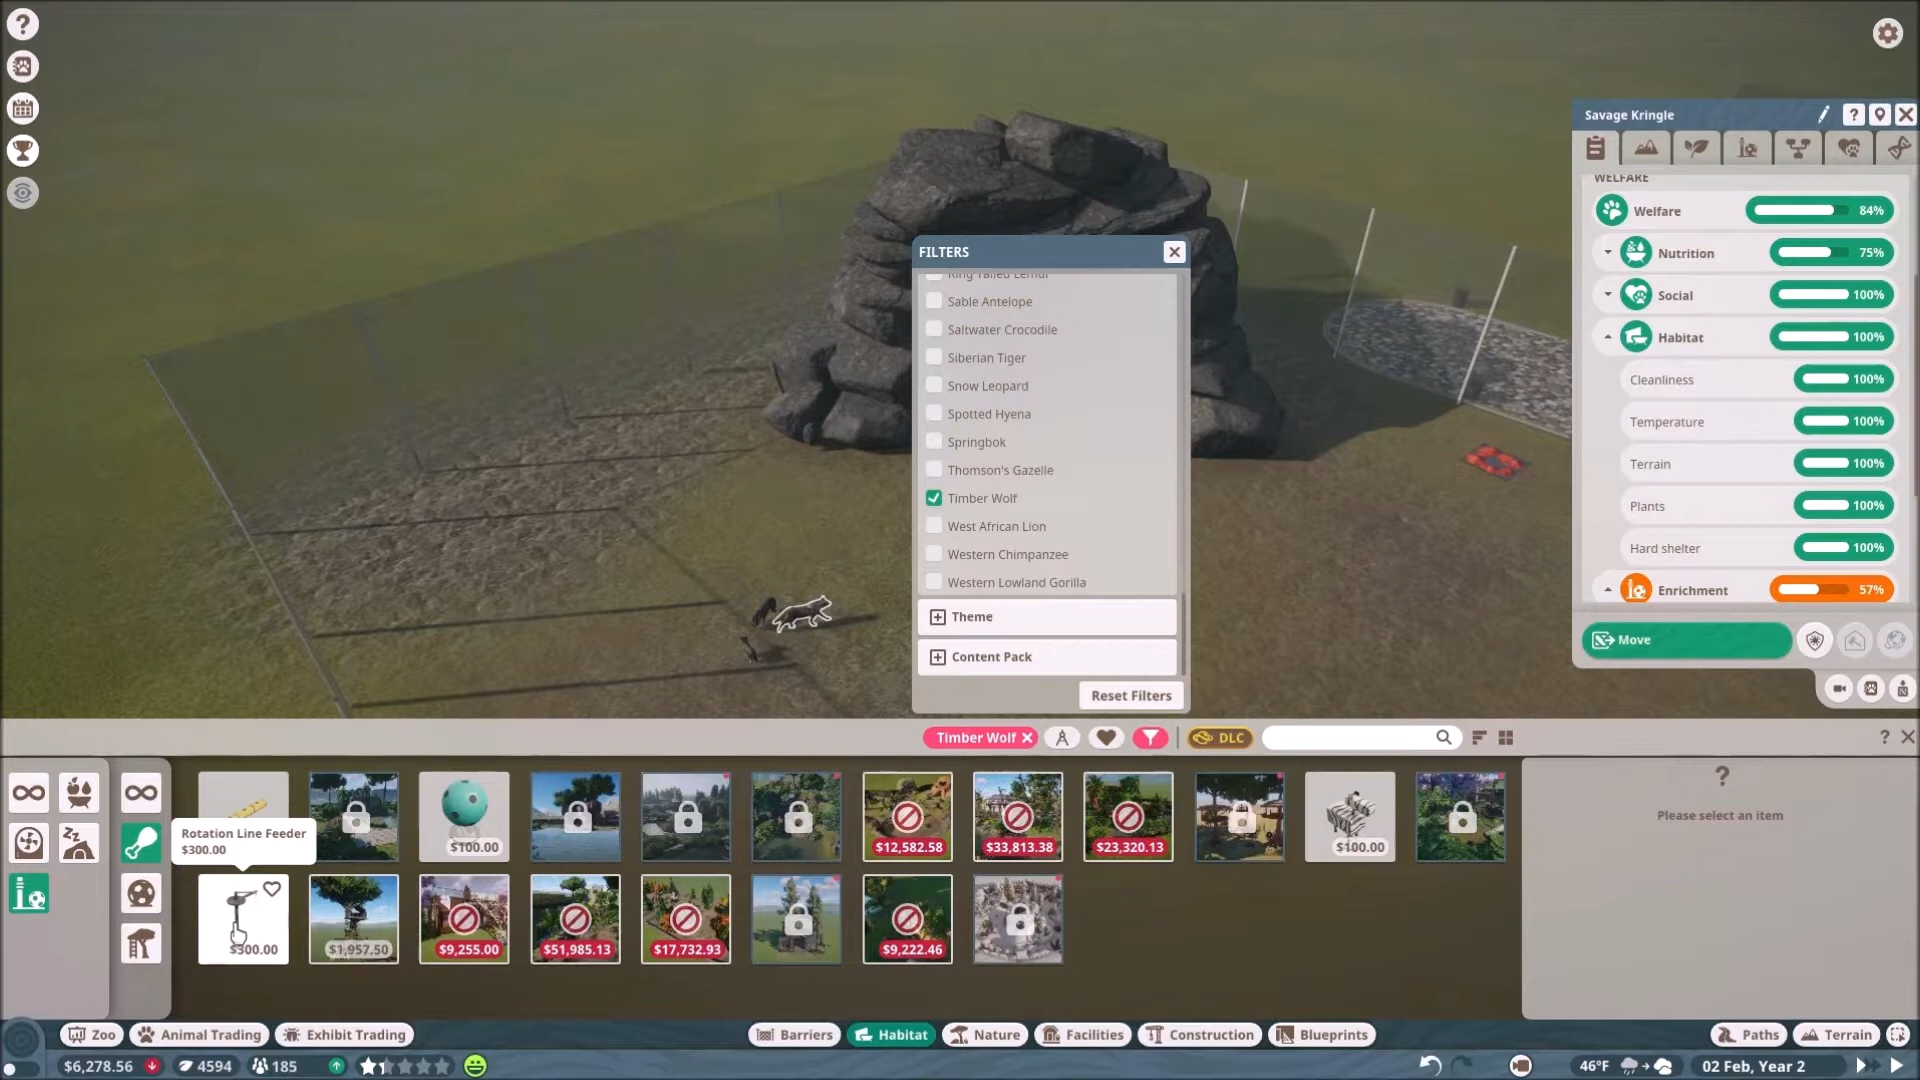 Savage Kringle
?
?
WELFARE
Welfare 84%
Nutrition 75%
Social 100%
Habitat 100%
Cleanliness 100%
Temperature 100%
Terrain 100%
Plants 100%
Hard shelter 100%
Enrichment 57%
Move
FILTERS
Ring Tailed Lemur
Sable Antelope
Saltwater Crocodile
Siberian Tiger
Snow Leopard
Spotted Hyena
Springbok
Thomson's Gazelle
Timber Wolf
West African Lion
Western Chimpanzee
Western Lowland Gorilla
Theme
Content Pack
Reset Filters
Timber Wolf
DLC
?
Rotation Line Feeder
$300.00
$100.00
$12,582.58
$33,813.38
$23,320.13
$100.00
$300.00
$1,957.50
$9,255.00
$51,985.13
$17,732.93
$9,222.46
?
Please select an item
Zoo
Animal Trading
Exhibit Trading
Barriers
Habitat
Nature
Facilities
Construction
Blueprints
Paths
Terrain
$6,278.56
4594
185
46°F
02 Feb, Year 2